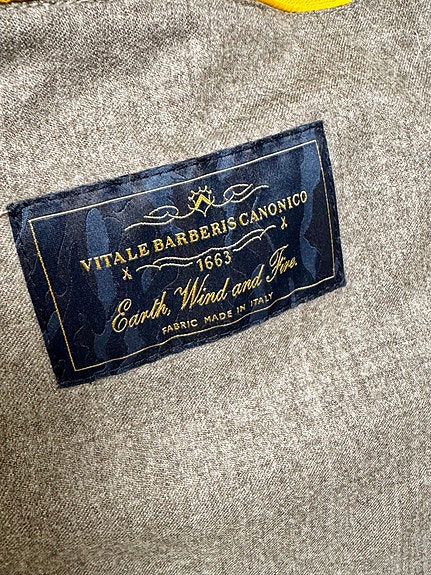 VITALE BARBERIS CANONICO
1663
Earth, Wind and Fire.
FABRIC MADE IN ITALY